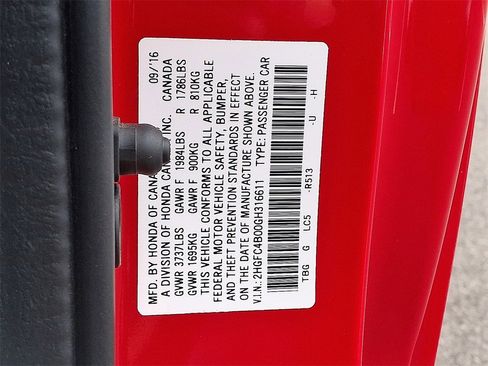 MFD. BY HONDA OF CANA INC. 09/'16
A DIVISION OF HONDA CAN INC. CANADA
GVWR 3737LBS GAWR F 1984LBS R 1786LBS
GVWR 1695KG GAWR F 900KG R 810KG
THIS VEHICLE CONFORMS TO ALL APPLICABLE
FEDERAL MOTOR VEHICLE SAFETY, BUMPER,
AND THEFT PREVENTION STANDARDS IN EFFECT
ON THE DATE OF MANUFACTURE SHOWN ABOVE.
V.I.N.: 2HGFC4B00GH316611 TYPE: PASSENGER CAR
TBG G LC5 -R513 -U -H